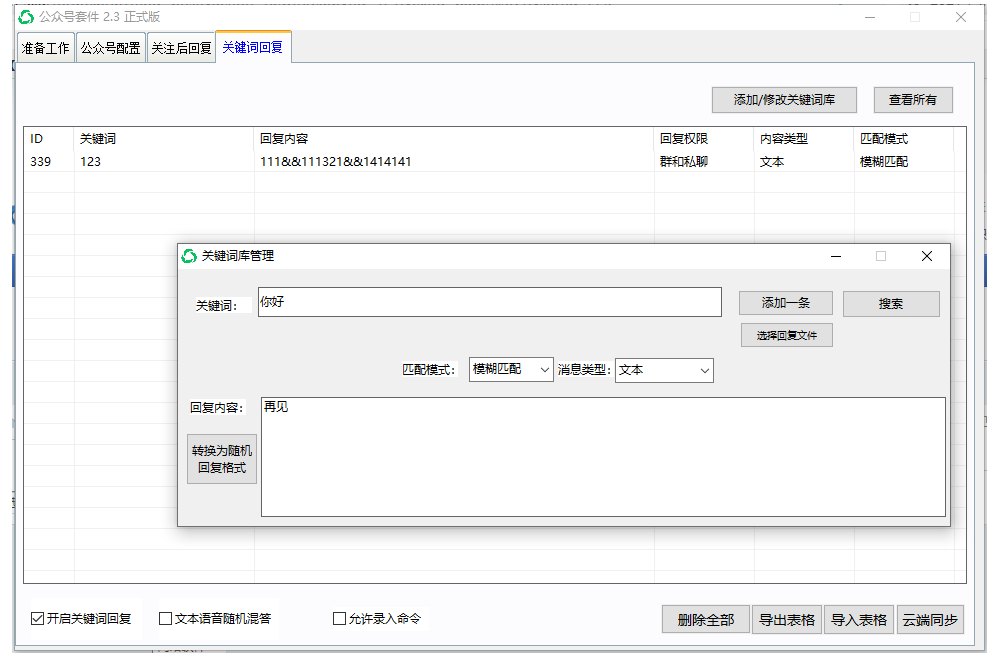 公众号套件 2.3 正式版
准备工作 公众号配置 关注后回复 关键词回复
添加/修改关键词库 查看所有
ID 关键词 回复内容 回复权限 内容类型 匹配模式
339 123 111&&111321&&1414141 群和私聊 文本 模糊匹配
关键词库管理
关键词： 你好 添加一条 搜索
选择回复文件
匹配模式： 模糊匹配 消息类型： 文本
回复内容： 再见
转换为随机
回复格式
开启关键词回复 文本语音随机混答 允许录入命令 删除全部 导出表格 导入表格 云端同步